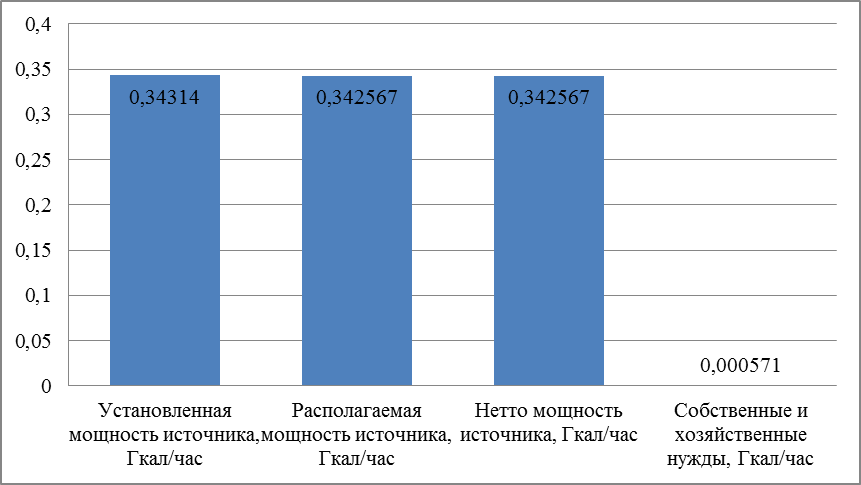 0,4
0,35
0,3
0,25
0,2
0,15
0,1
0,05
0
0,34314
0,342567
0,342567
0,000571
Установленная
мощность источника,
Гкал/час
Располагаемая
мощность источника,
Гкал/час
Нетто мощность
источника, Гкал/час
Собственные и
хозяйственные
нужды, Гкал/час